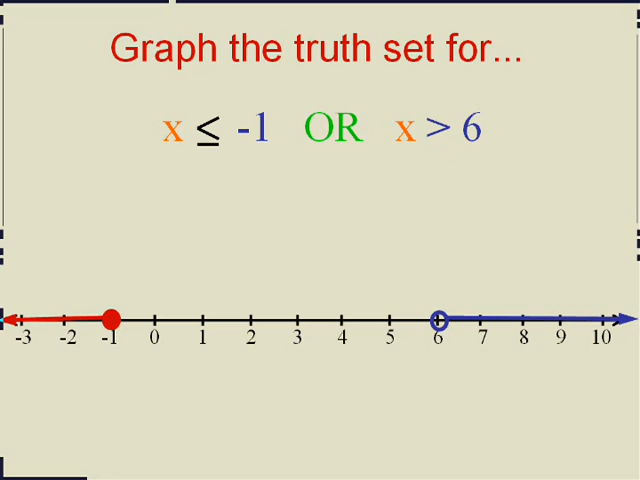 Graph the truth set for...
x ≤ -1 OR x > 6
-3 -2 -1 0 1 2 3 4 5 6 7 8 9 10